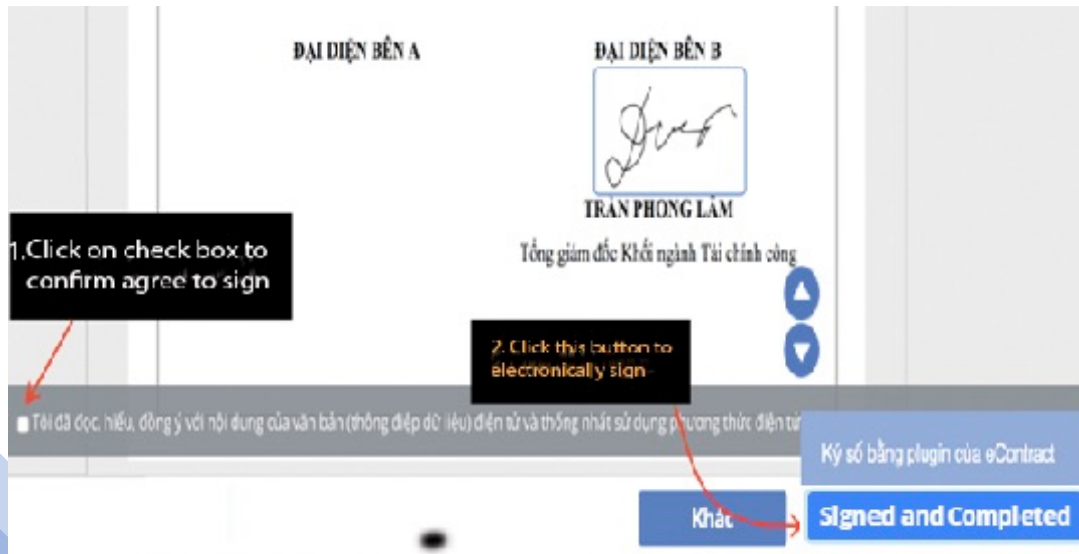 ĐẠI DIỆN BÊN A
ĐẠI DIỆN BÊN B
TRẦN PHONG LÃM
Tổng giám đốc Khối ngành Tài chính công
1.Click on check box to
confirm agree to sign
2. Click this button to
electronically sign
Tôi đã đọc, hiểu, đồng ý với nội dung của văn bản (thông điệp dữ liệu) điện tử và thống nhất sử dụng phương thức điện tử
Ký số bằng plugin của eContract
Khác
Signed and Completed